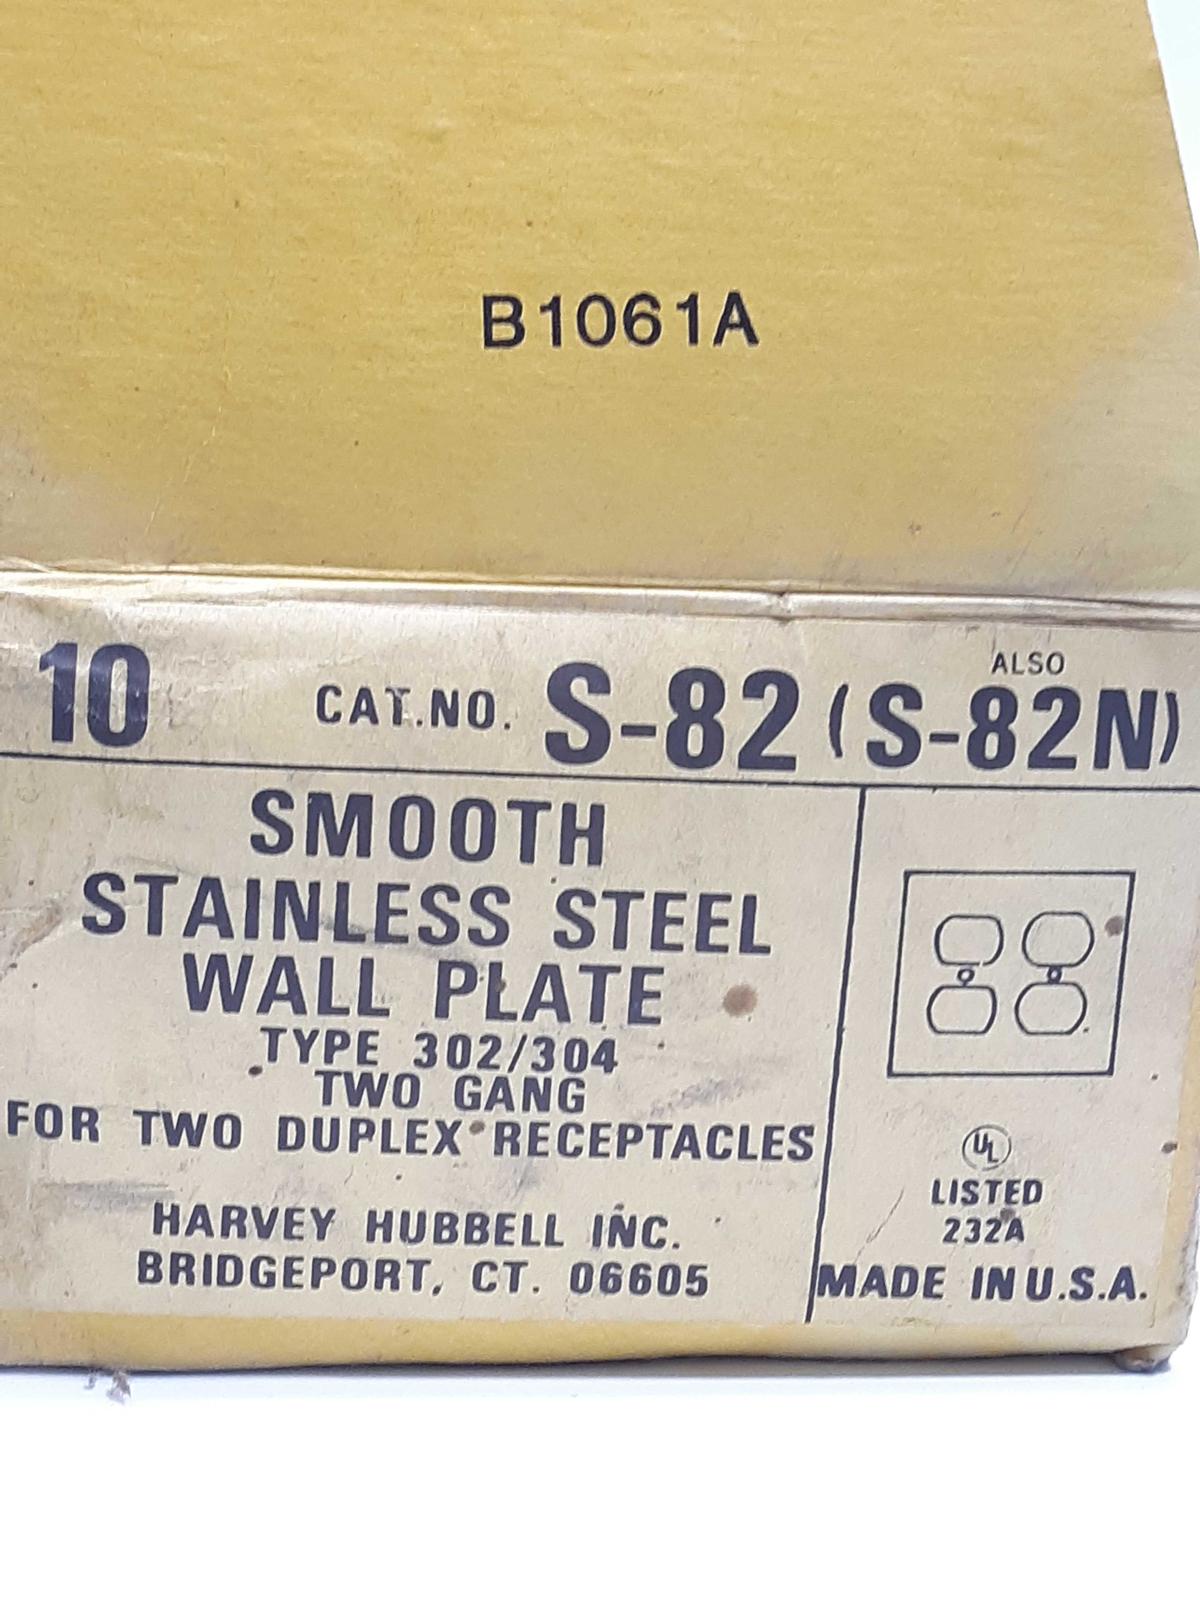 B1061A
ALSO
10 CAT.NO. S-82 (S-82N)
SMOOTH
STAINLESS STEEL
WALL PLATE
TYPE 302/304
TWO GANG
FOR TWO DUPLEX RECEPTACLES
HARVEY HUBBELL INC.
BRIDGEPORT, CT. 06605
UL
LISTED
232A
MADE IN U.S.A.